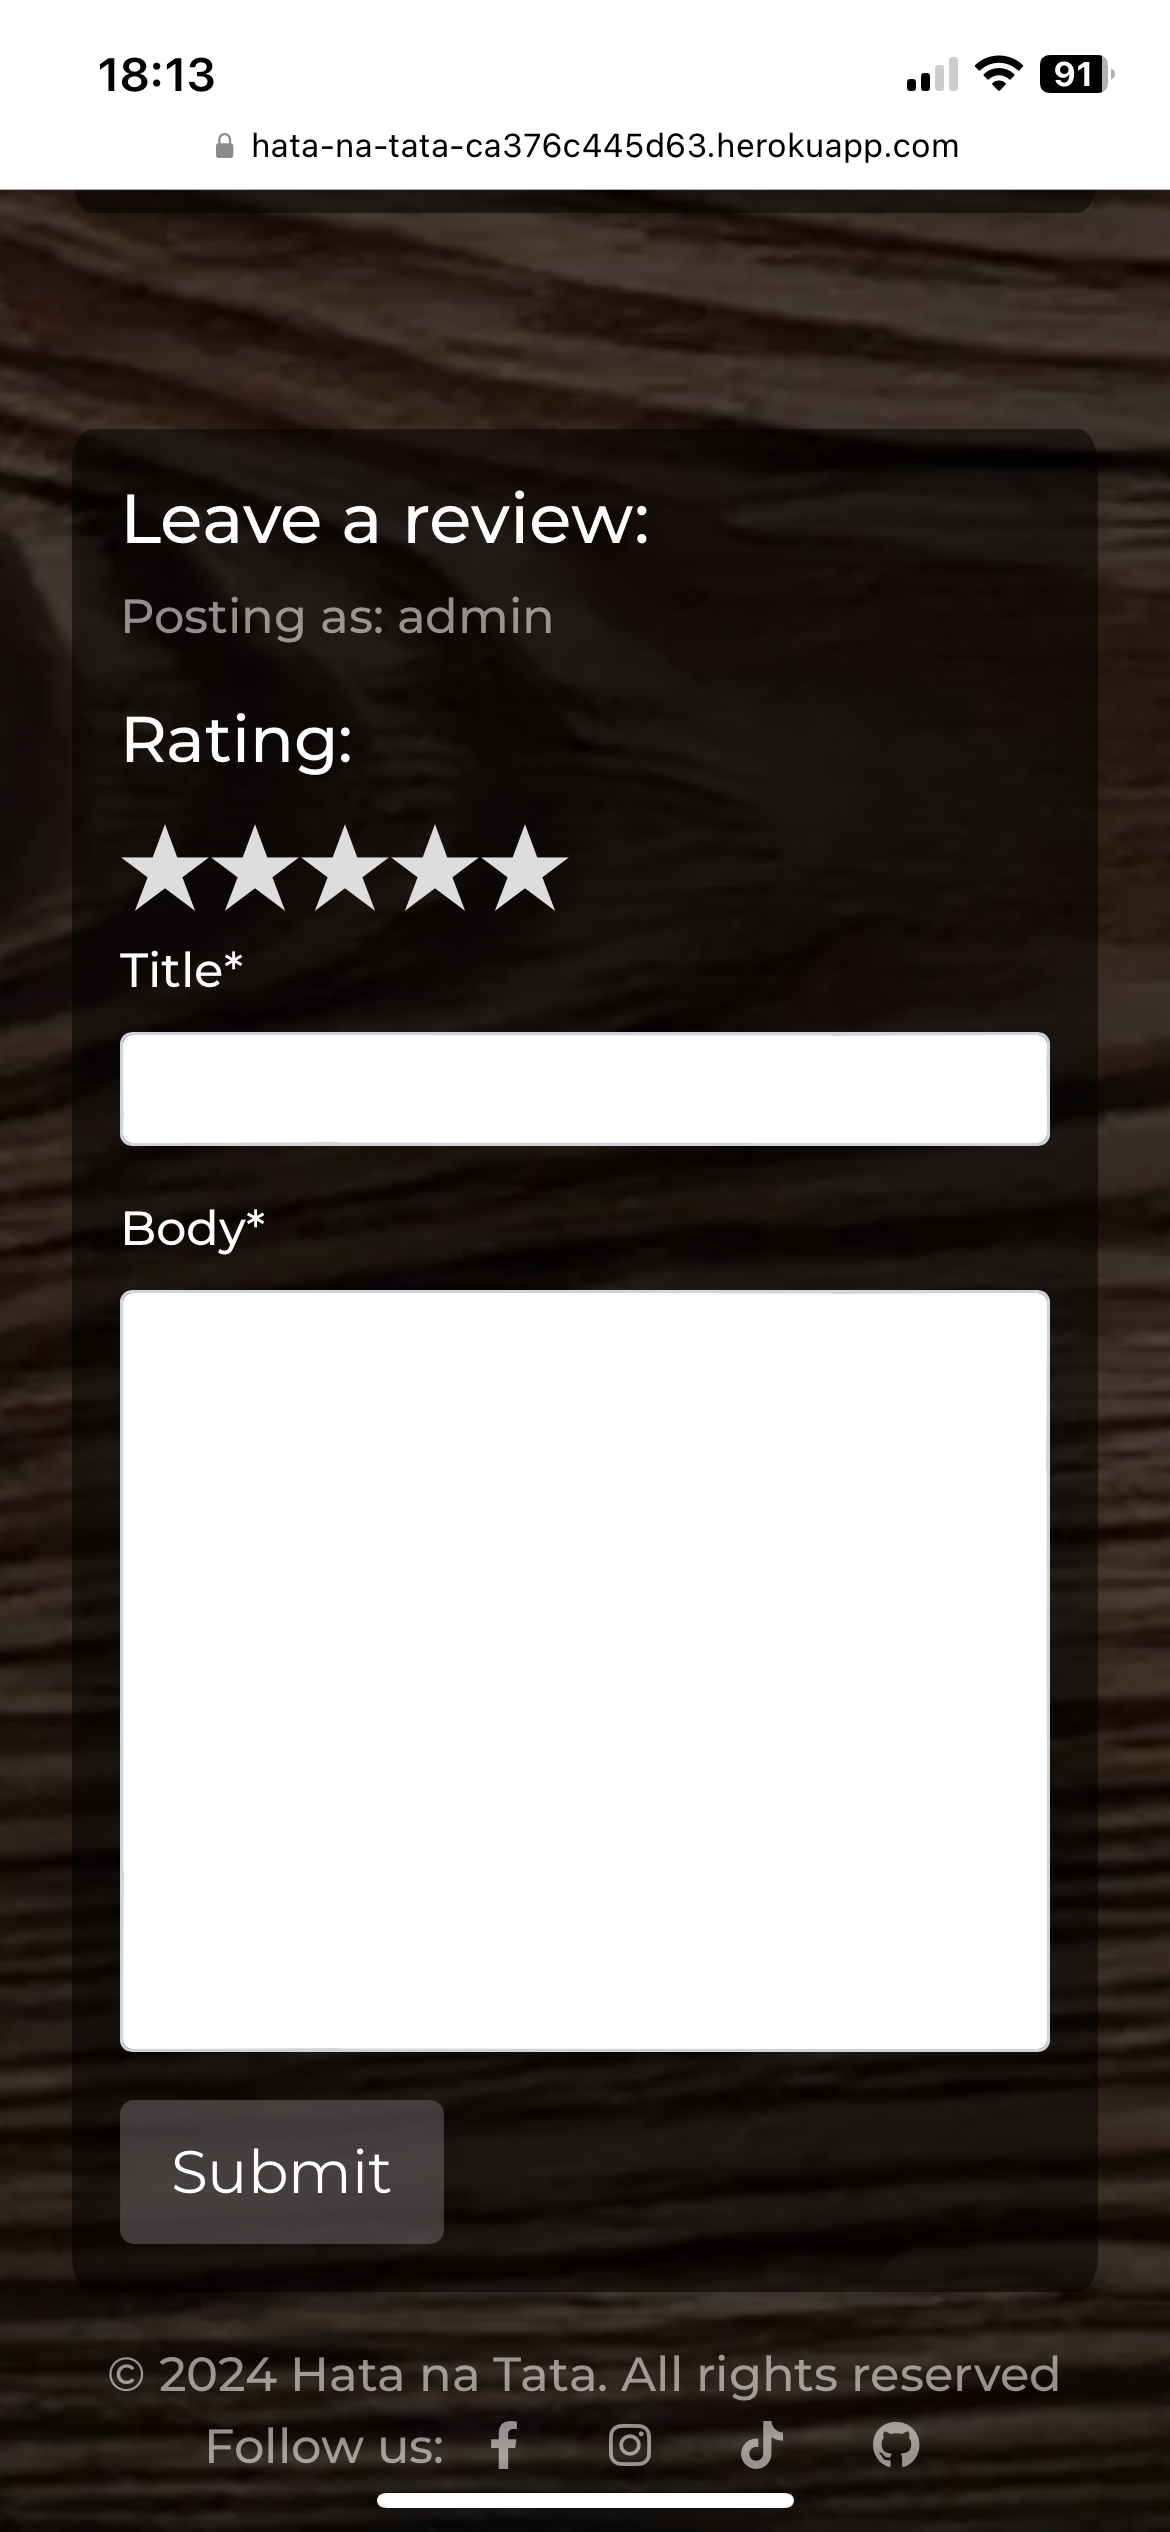 18:13
91
hata-na-tata-ca376c445d63.herokuapp.com
Leave a review:
Posting as: admin
Rating:
Title*
Body*
Submit
© 2024 Hata na Tata. All rights reserved
Follow us: